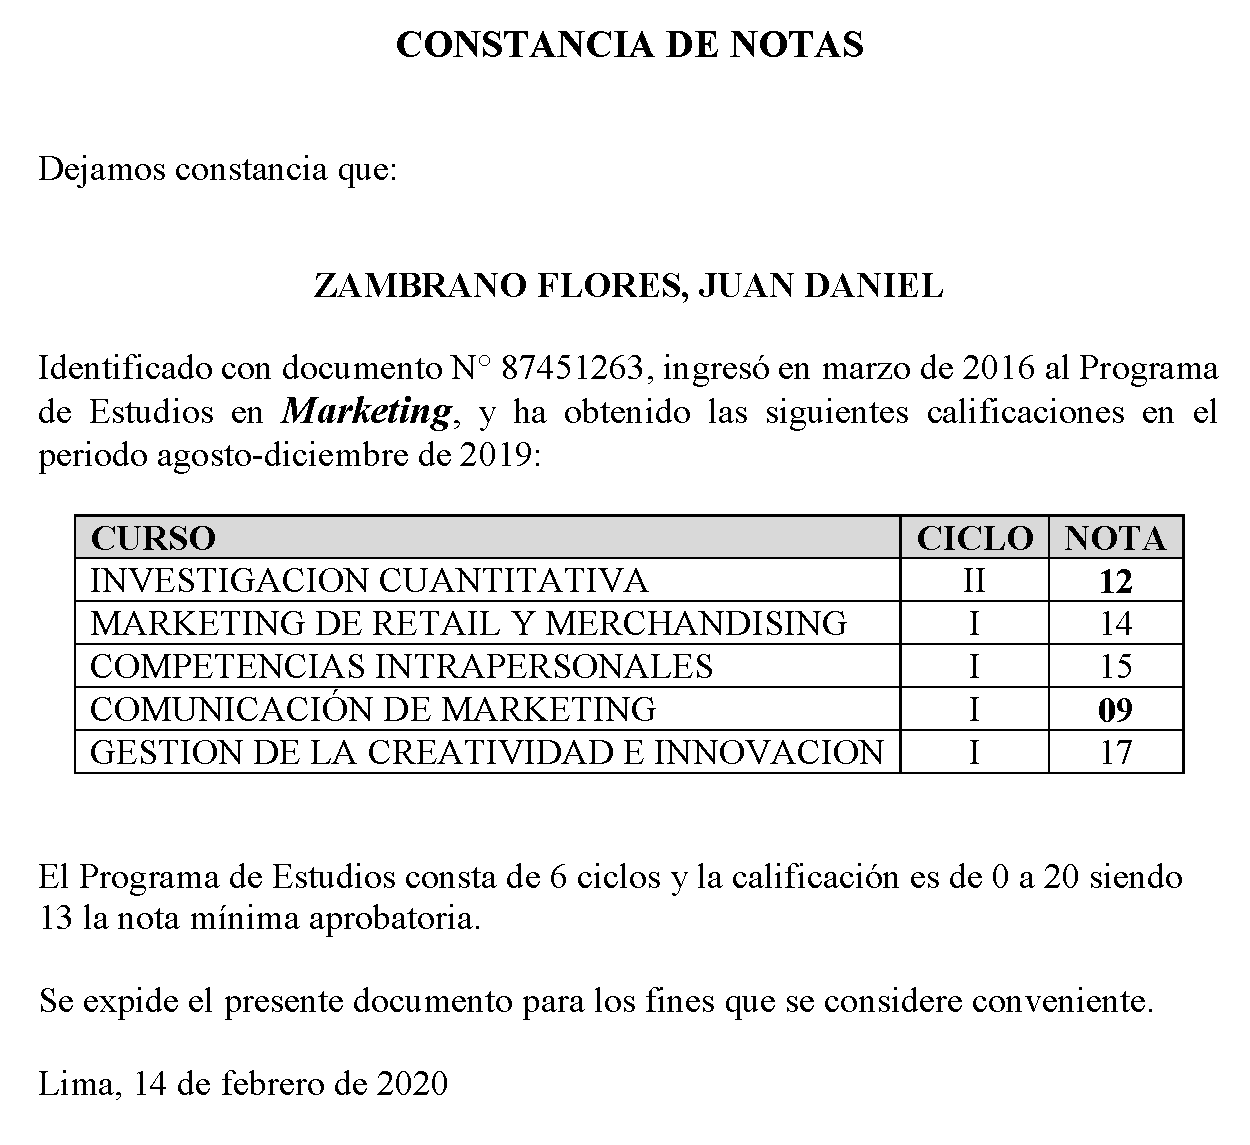 CONSTANCIA DE NOTAS
Dejamos constancia que:
ZAMBRANO FLORES, JUAN DANIEL
Identificado con documento N° 87451263, ingresó en marzo de 2016 al Programa
de Estudios en Marketing, y ha obtenido las siguientes calificaciones en el
periodo agosto-diciembre de 2019:
CURSO CICLO NOTA
INVESTIGACION CUANTITATIVA II 12
MARKETING DE RETAIL Y MERCHANDISING I 14
COMPETENCIAS INTRAPERSONALES I 15
COMUNICACIÓN DE MARKETING I 09
GESTION DE LA CREATIVIDAD E INNOVACION I 17
El Programa de Estudios consta de 6 ciclos y la calificación es de 0 a 20 siendo
13 la nota mínima aprobatoria.
Se expide el presente documento para los fines que se considere conveniente.
Lima, 14 de febrero de 2020